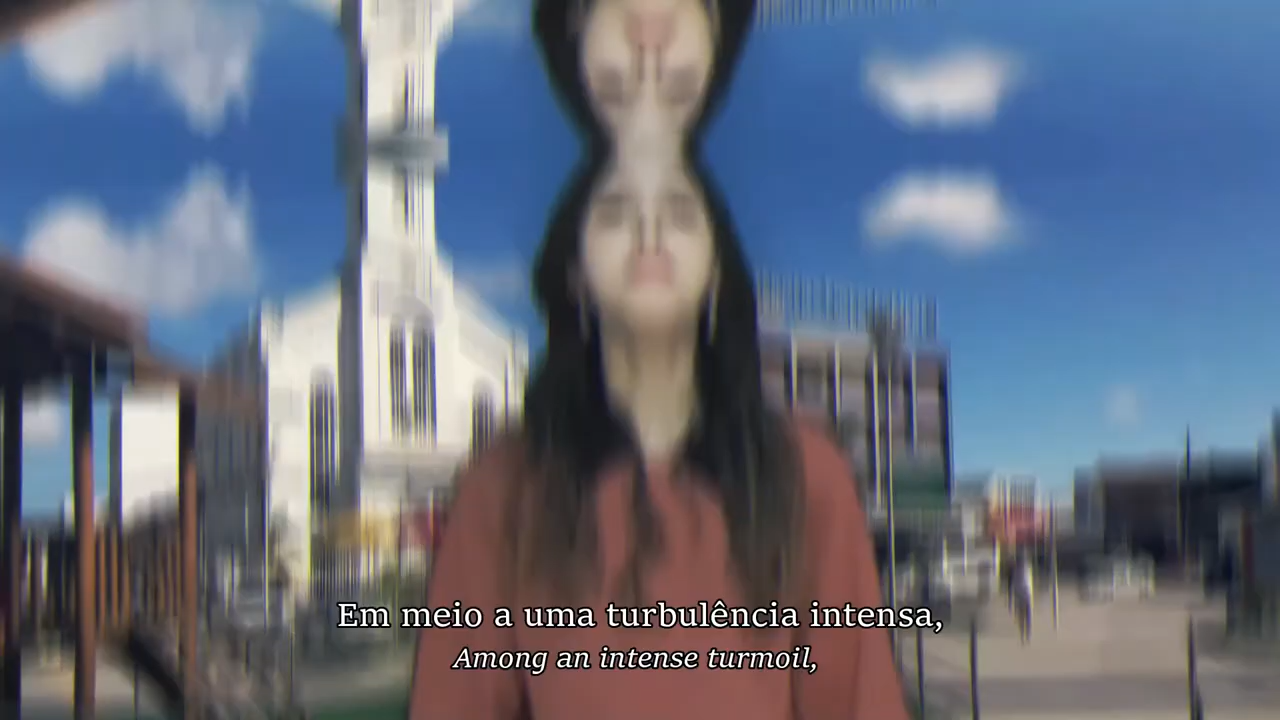 Em meio a uma turbulência intensa,
Among an intense turmoil,